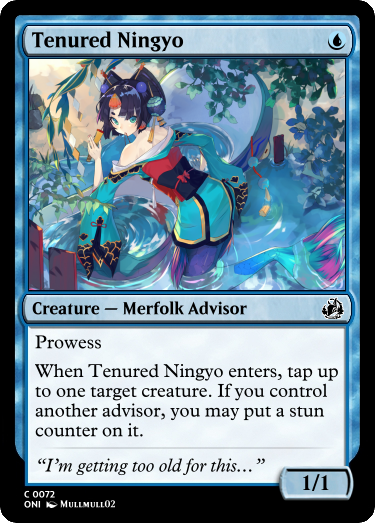 Tenured Ningyo
Creature — Merfolk Advisor
Prowess
When Tenured Ningyo enters, tap up
to one target creature. If you control
another advisor, you may put a stun
counter on it.
“I’m getting too old for this…”
1/1
C 0072
ONI Mullmull02